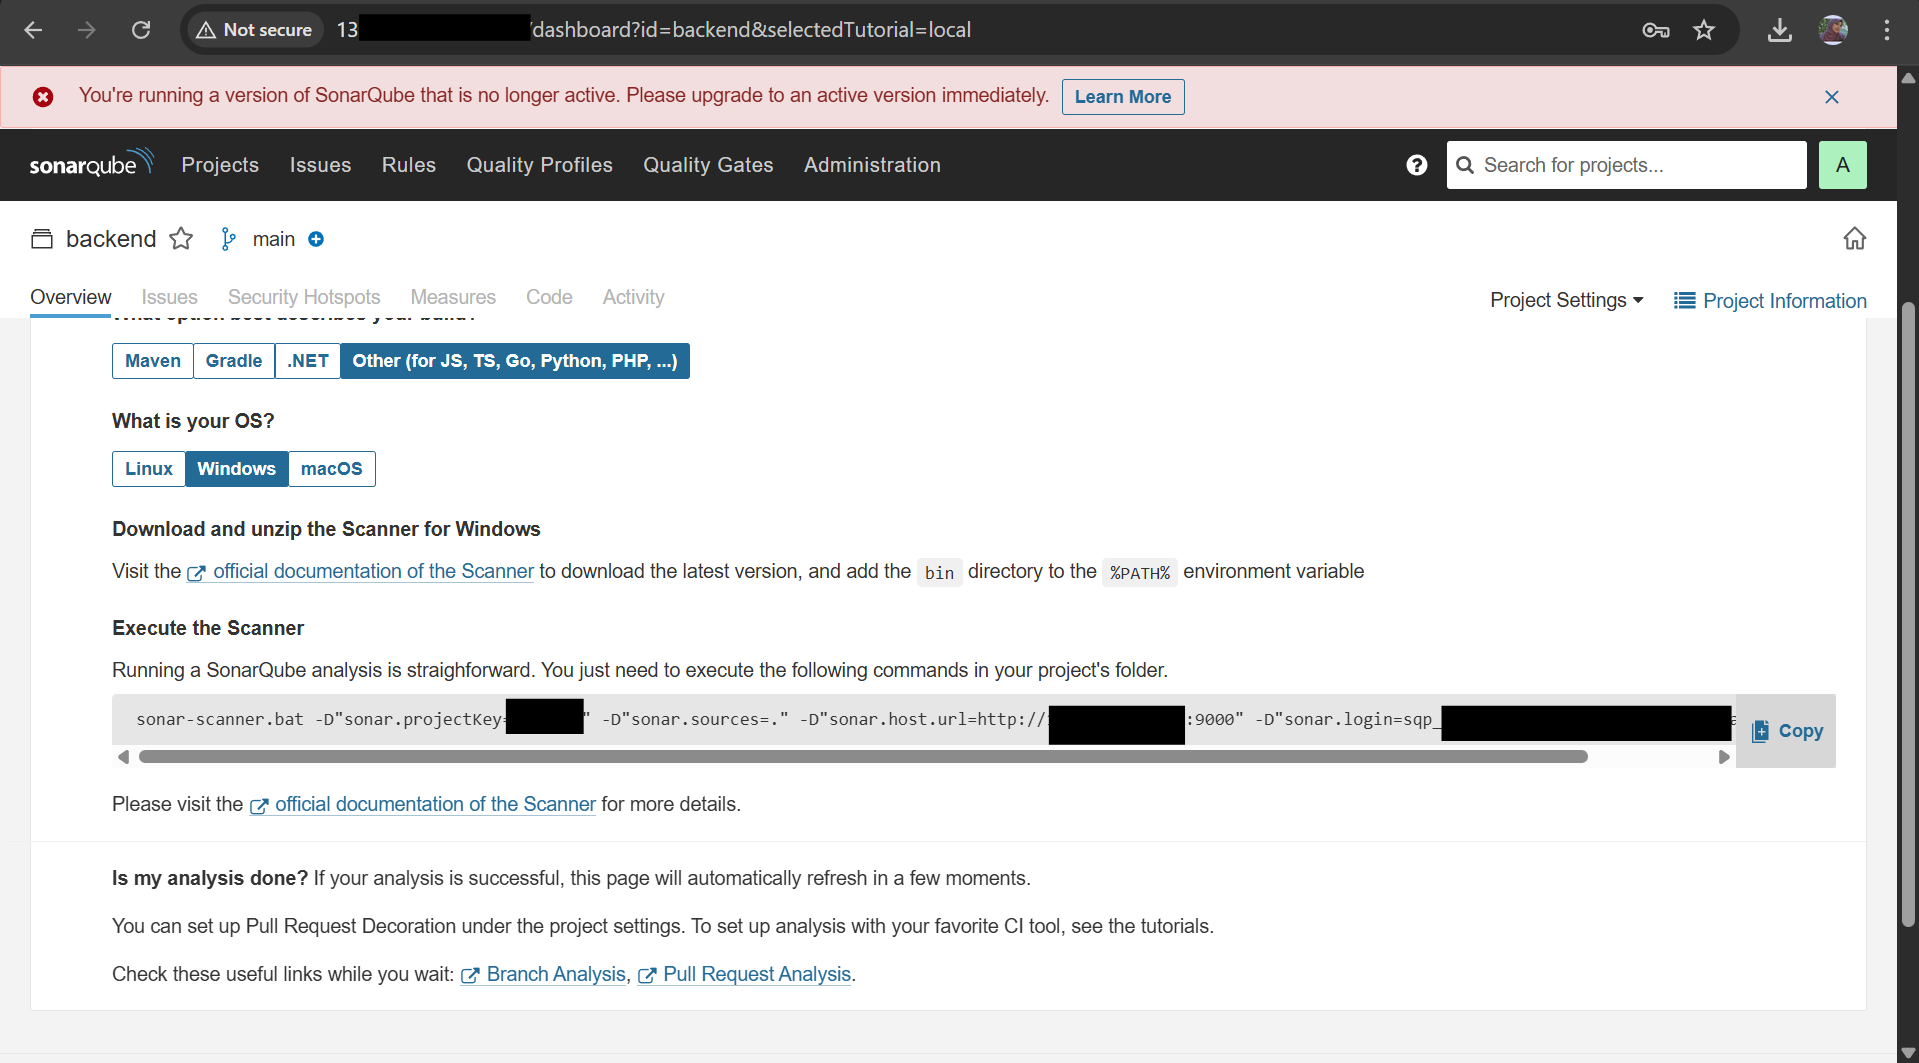 Not secure 13 /dashboard?id=backend&selectedTutorial=local
You're running a version of SonarQube that is no longer active. Please upgrade to an active version immediately. Learn More
sonarqube Projects Issues Rules Quality Profiles Quality Gates Administration ? Search for projects... A
backend main
Overview Issues Security Hotspots Measures Code Activity Project Settings Project Information
What option best describes your build?
Maven Gradle .NET Other (for JS, TS, Go, Python, PHP, ...)
What is your OS?
Linux Windows macOS
Download and unzip the Scanner for Windows
Visit the official documentation of the Scanner to download the latest version, and add the bin directory to the %PATH% environment variable
Execute the Scanner
Running a SonarQube analysis is straighforward. You just need to execute the following commands in your project's folder.
sonar-scanner.bat -D"sonar.projectKey= " -D"sonar.sources=." -D"sonar.host.url=http:// :9000" -D"sonar.login=sqp_ Copy
Please visit the official documentation of the Scanner for more details.
Is my analysis done? If your analysis is successful, this page will automatically refresh in a few moments.
You can set up Pull Request Decoration under the project settings. To set up analysis with your favorite CI tool, see the tutorials.
Check these useful links while you wait: Branch Analysis, Pull Request Analysis.